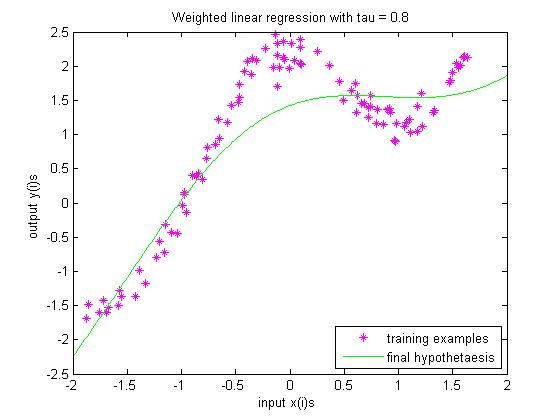 Weighted linear regression with tau = 0.8
2.5
2
1.5
1
0.5
0
-0.5
-1
-1.5
-2
-2.5
output y(i)s
training examples
final hypothetaesis
-2 -1.5 -1 -0.5 0 0.5 1 1.5 2
input x(i)s